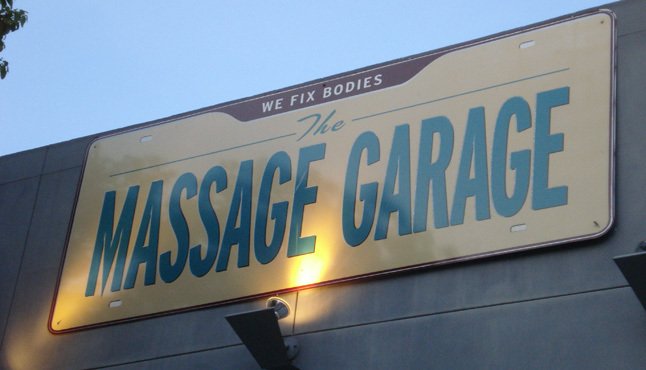 WE FIX BODIES
The
MASSAGE GARAGE